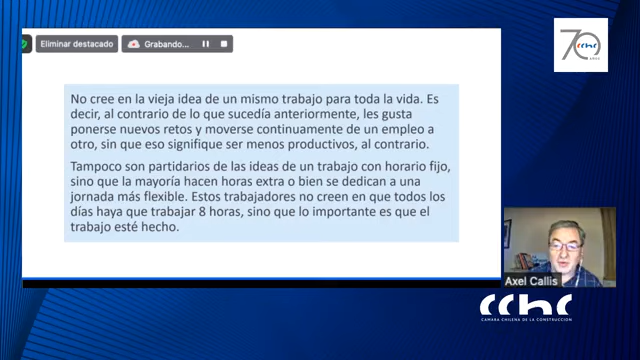 Eliminar destacado
Grabando...
70
cchc
AÑOS
No cree en la vieja idea de un mismo trabajo para toda la vida. Es
decir, al contrario de lo que sucedía anteriormente, les gusta
ponerse nuevos retos y moverse continuamente de un empleo a
otro, sin que eso signifique ser menos productivos, al contrario.
Tampoco son partidarios de las ideas de un trabajo con horario fijo,
sino que la mayoría hacen horas extra o bien se dedican a una
jornada más flexible. Estos trabajadores no creen en que todos los
días haya que trabajar 8 horas, sino que lo importante es que el
trabajo esté hecho.
Axel Callis
cchc
CAMARA CHILENA DE LA CONSTRUCCION